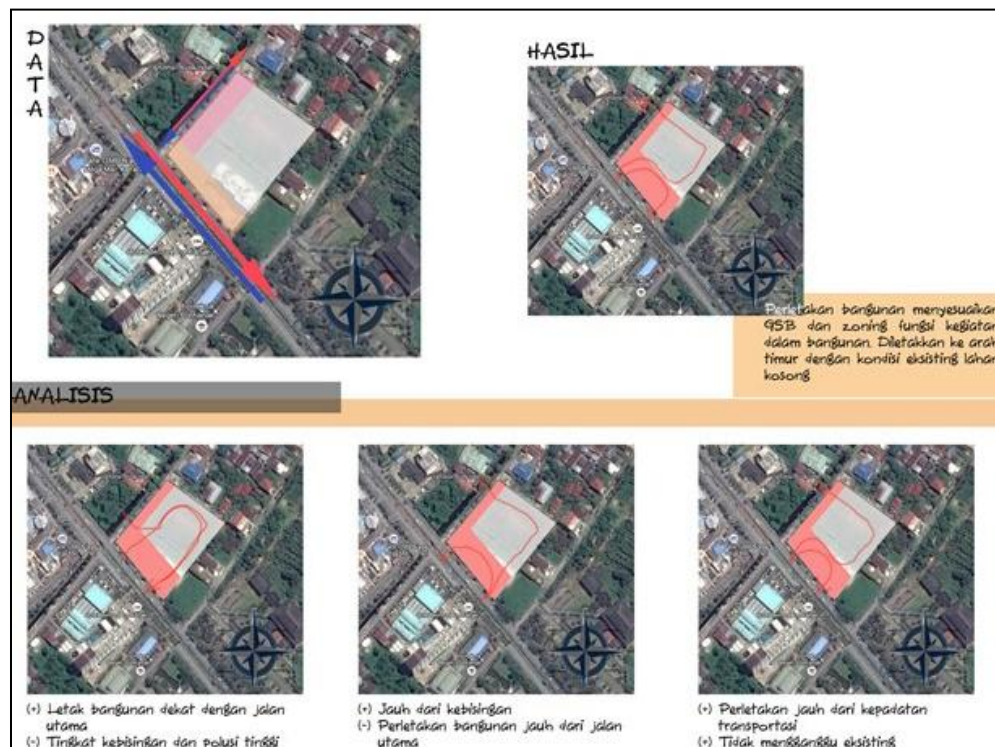 DATA
HASIL
Perletakan bangunan menyesuaikan
GSB dan zoning fungsi kegiatan
dalam bangunan. Diletakkan ke arah
timur dengan kondisi eksisting lahan
kosong
ANALISIS
(+) Letak bangunan dekat dengan jalan
utama
(-) Tingkat kebisingan dan polusi tinggi
(+) Jauh dari kebisingan
(-) Perletakan bangunan jauh dari jalan
utama
(+) Perletakan jauh dari kepadatan
transportasi
(+) Tidak mengganggu eksisting